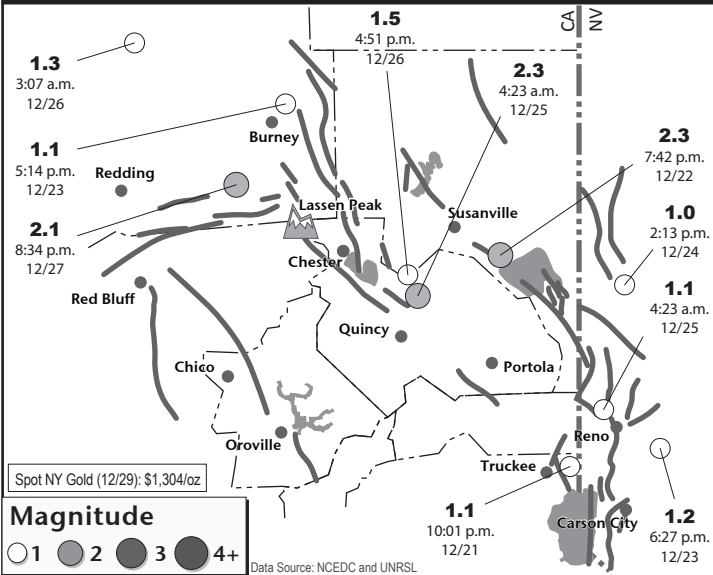 1.5
4:51 p.m.
12/26
CA
NV
1.3
3:07 a.m.
12/26
2.3
4:23 a.m.
12/25
Burney
1.1
5:14 p.m.
12/23
2.3
7:42 p.m.
12/22
Redding
Lassen Peak
Susanville
2.1
8:34 p.m.
12/27
1.0
2:13 p.m.
12/24
Chester
Red Bluff
1.1
4:23 a.m.
12/25
Quincy
Chico
Portola
Oroville
Reno
Truckee
Spot NY Gold (12/29): $1,304/oz
1.1
10:01 p.m.
12/21
Carson City
1.2
6:27 p.m.
12/23
Magnitude
1 2 3 4+
Data Source: NCEDC and UNRSL